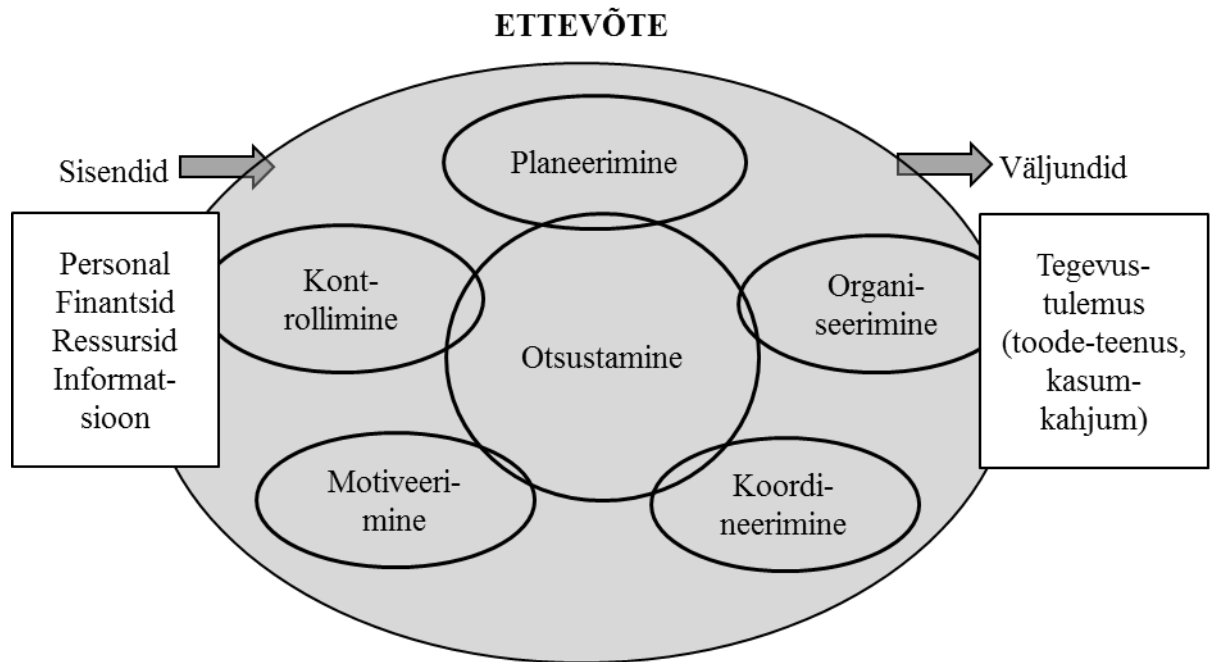 ETTEVÕTE
Sisendid
Personal
Finantsid
Ressursid
Informat-
sioon
Planeerimine
Kont-
rollimine
Otsustamine
Organi-
seerimine
Motiveeri-
mine
Koordi-
neerimine
Väljundid
Tegevus-
tulemus
(toode-teenus,
kasum-
kahjum)